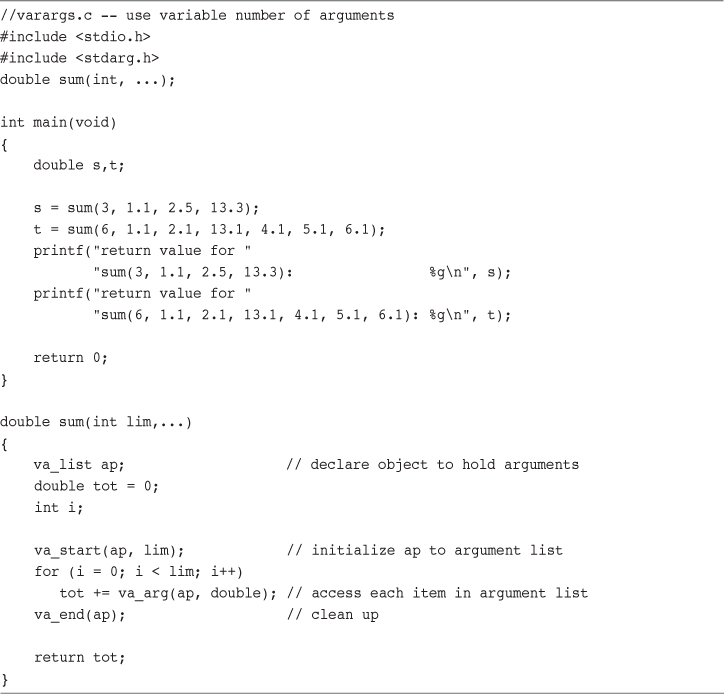 //varargs.c -- use variable number of arguments
#include <stdio.h>
#include <stdarg.h>
double sum(int, ...);

int main(void)
{
    double s,t;

    s = sum(3, 1.1, 2.5, 13.3);
    t = sum(6, 1.1, 2.1, 13.1, 4.1, 5.1, 6.1);
    printf("return value for "
           "sum(3, 1.1, 2.5, 13.3):                %g\n", s);
    printf("return value for "
           "sum(6, 1.1, 2.1, 13.1, 4.1, 5.1, 6.1): %g\n", t);

    return 0;
}

double sum(int lim,...)
{
    va_list ap;                   // declare object to hold arguments
    double tot = 0;
    int i;

    va_start(ap, lim);            // initialize ap to argument list
    for (i = 0; i < lim; i++)
       tot += va_arg(ap, double); // access each item in argument list
    va_end(ap);                   // clean up

    return tot;
}